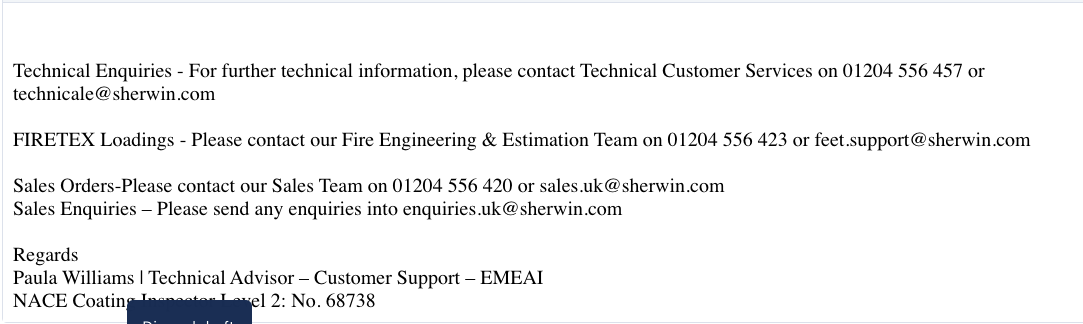 Technical Enquiries - For further technical information, please contact Technical Customer Services on 01204 556 457 or
technicale@sherwin.com
FIRETEX Loadings - Please contact our Fire Engineering & Estimation Team on 01204 556 423 or feet.support@sherwin.com
Sales Orders-Please contact our Sales Team on 01204 556 420 or sales.uk@sherwin.com
Sales Enquiries – Please send any enquiries into enquiries.uk@sherwin.com
Regards
Paula Williams | Technical Advisor – Customer Support – EMEAI
NACE Coating Inspector Level 2: No. 68738